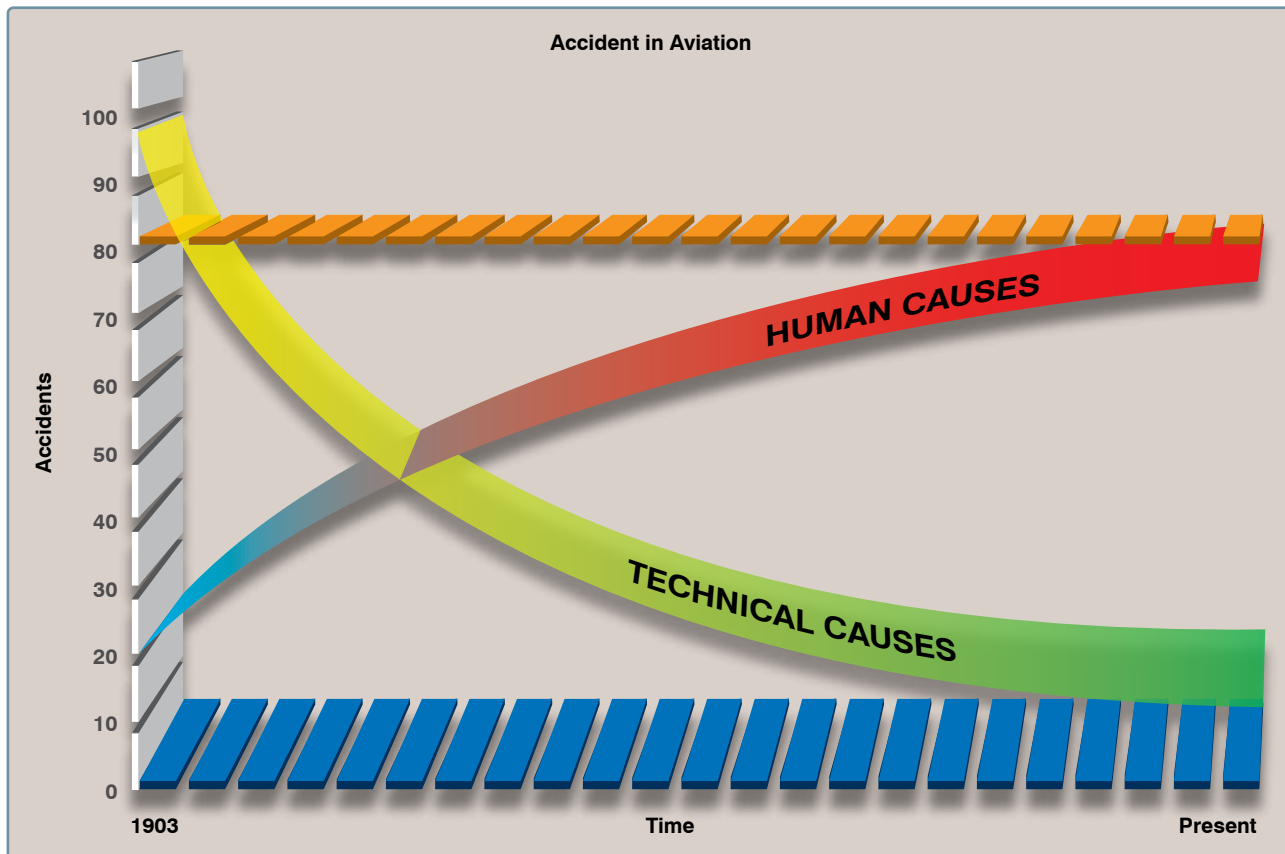 Accident in Aviation
100
90
80
70
60
50
40
30
20
10
0
Accidents
HUMAN CAUSES
TECHNICAL CAUSES
1903
Time
Present